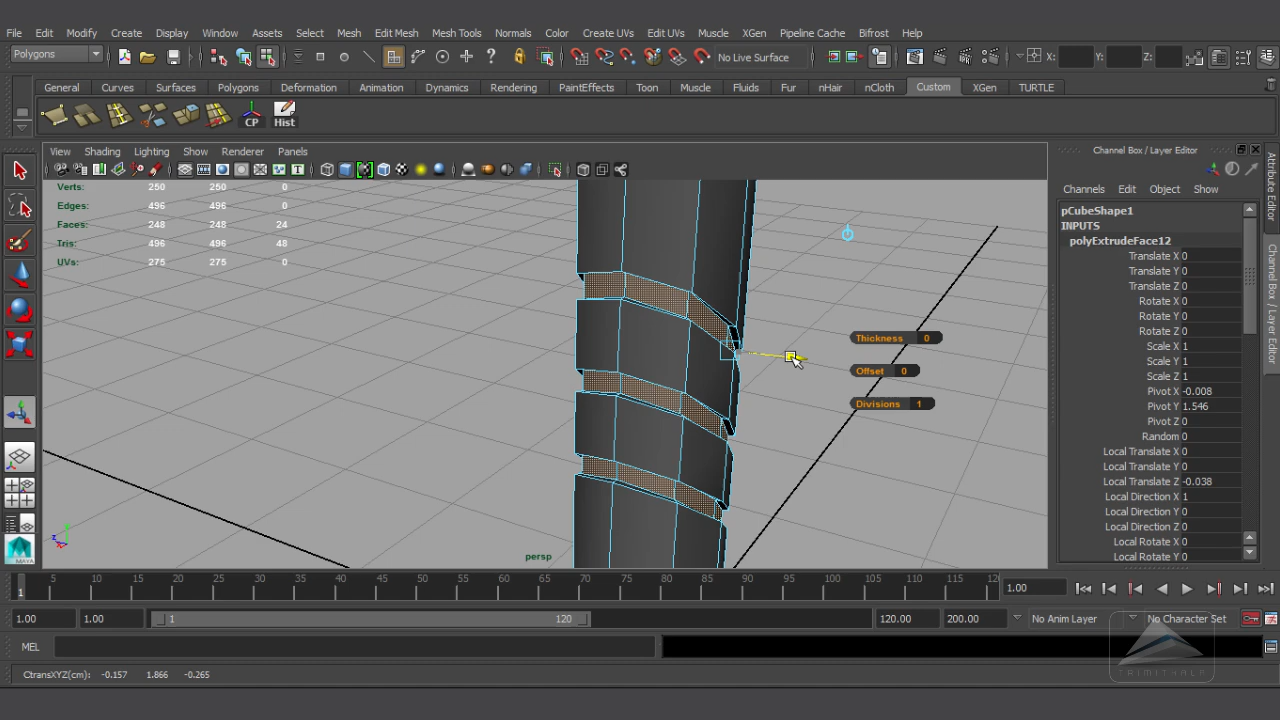 File Edit Modify Create Display Window Assets Select Mesh Edit Mesh Mesh Tools Normals Color Create UVs Edit UVs Muscle XGen Pipeline Cache Bifrost Help
Polygons
No Live Surface
X:
Y:
Z:
General Curves Surfaces Polygons Deformation Animation Dynamics Rendering PaintEffects Toon Muscle Fluids Fur nHair nCloth Custom XGen TURTLE
CP
Hist
View Shading Lighting Show Renderer Panels
Verts: 250 250 0
Edges: 496 496 0
Faces: 248 248 24
Tris: 496 496 48
UVs: 275 275 0
Thickness 0
Offset 0
Divisions 1
persp
MAYA
Channel Box / Layer Editor
Channels Edit Object Show
pCubeShape1
INPUTS
polyExtrudeFace12
Translate X 0
Translate Y 0
Translate Z 0
Rotate X 0
Rotate Y 0
Rotate Z 0
Scale X 1
Scale Y 1
Scale Z 1
Pivot X -0.008
Pivot Y 1.546
Pivot Z 0
Random 0
Local Translate X 0
Local Translate Y 0
Local Translate Z -0.038
Local Direction X 1
Local Direction Y 0
Local Direction Z 0
Local Rotate X 0
Local Rotate Y 0
Attribute Editor
Channel Box / Layer Editor
1 5 10 15 20 25 30 35 40 45 50 55 60 65 70 75 80 85 90 95 100 105 110 115 12
1.00
1.00 1.00 1 120 120.00 200.00 No Anim Layer No Character Set
MEL
CtransXYZ(cm): -0.157 1.866 -0.265